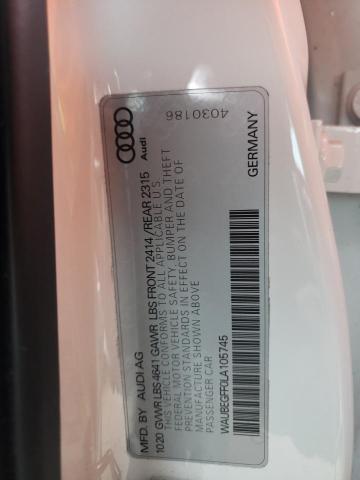 Audi
4030186
MFD. BY AUDI AG
10.20 GVWR LBS 4641 GAWR LBS FRONT 2414 /REAR 2315
THIS VEHICLE CONFORMS TO ALL APPLICABLE U.S.
FEDERAL MOTOR VEHICLE SAFETY, BUMPER AND THEFT
PREVENTION STANDARDS IN EFFECT ON THE DATE OF
MANUFACTURE SHOWN ABOVE
PASSENGER CAR
WAUBEGFF0LA105745
GERMANY